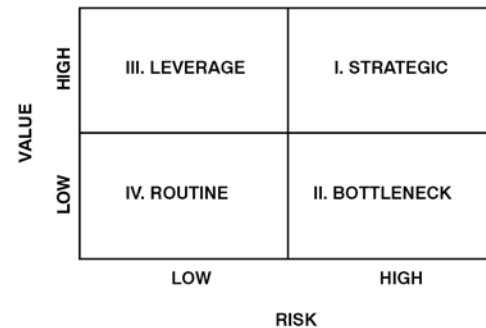 HIGH
III. LEVERAGE
I. STRATEGIC
VALUE
LOW
IV. ROUTINE
II. BOTTLENECK
LOW
HIGH
RISK